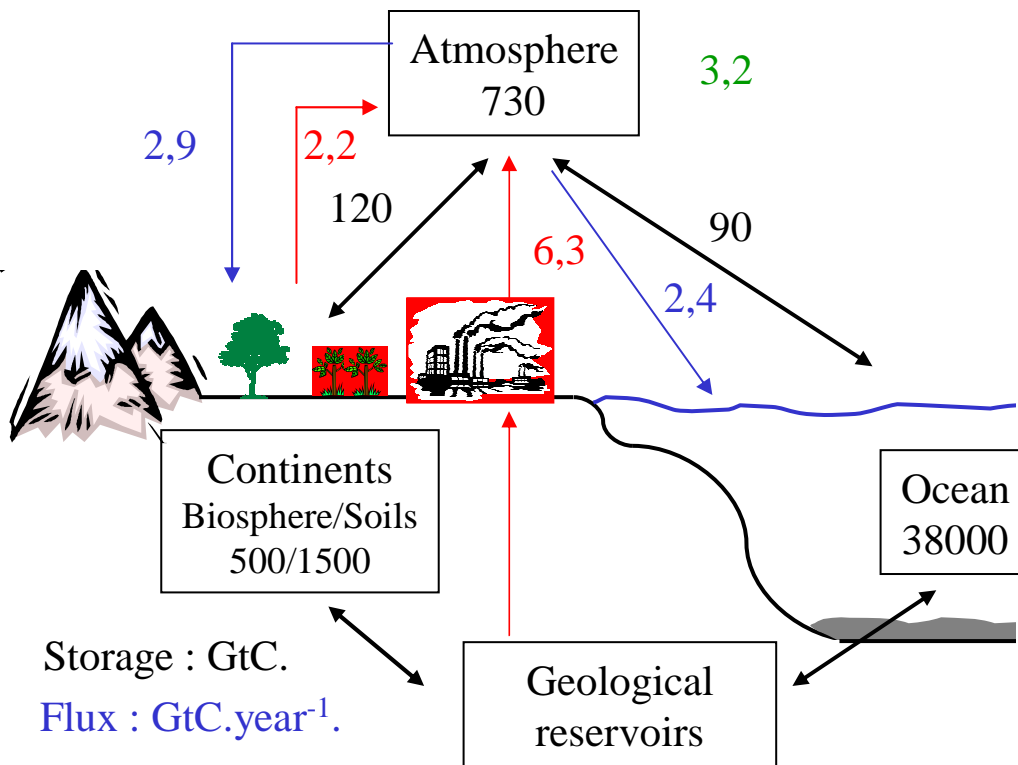 Atmosphere
730
3,2
2,9
2,2
120
90
6,3
2,4
Continents
Biosphere/Soils
500/1500
Ocean
38000
Storage : GtC.
Flux : GtC.year-1.
Geological
reservoirs